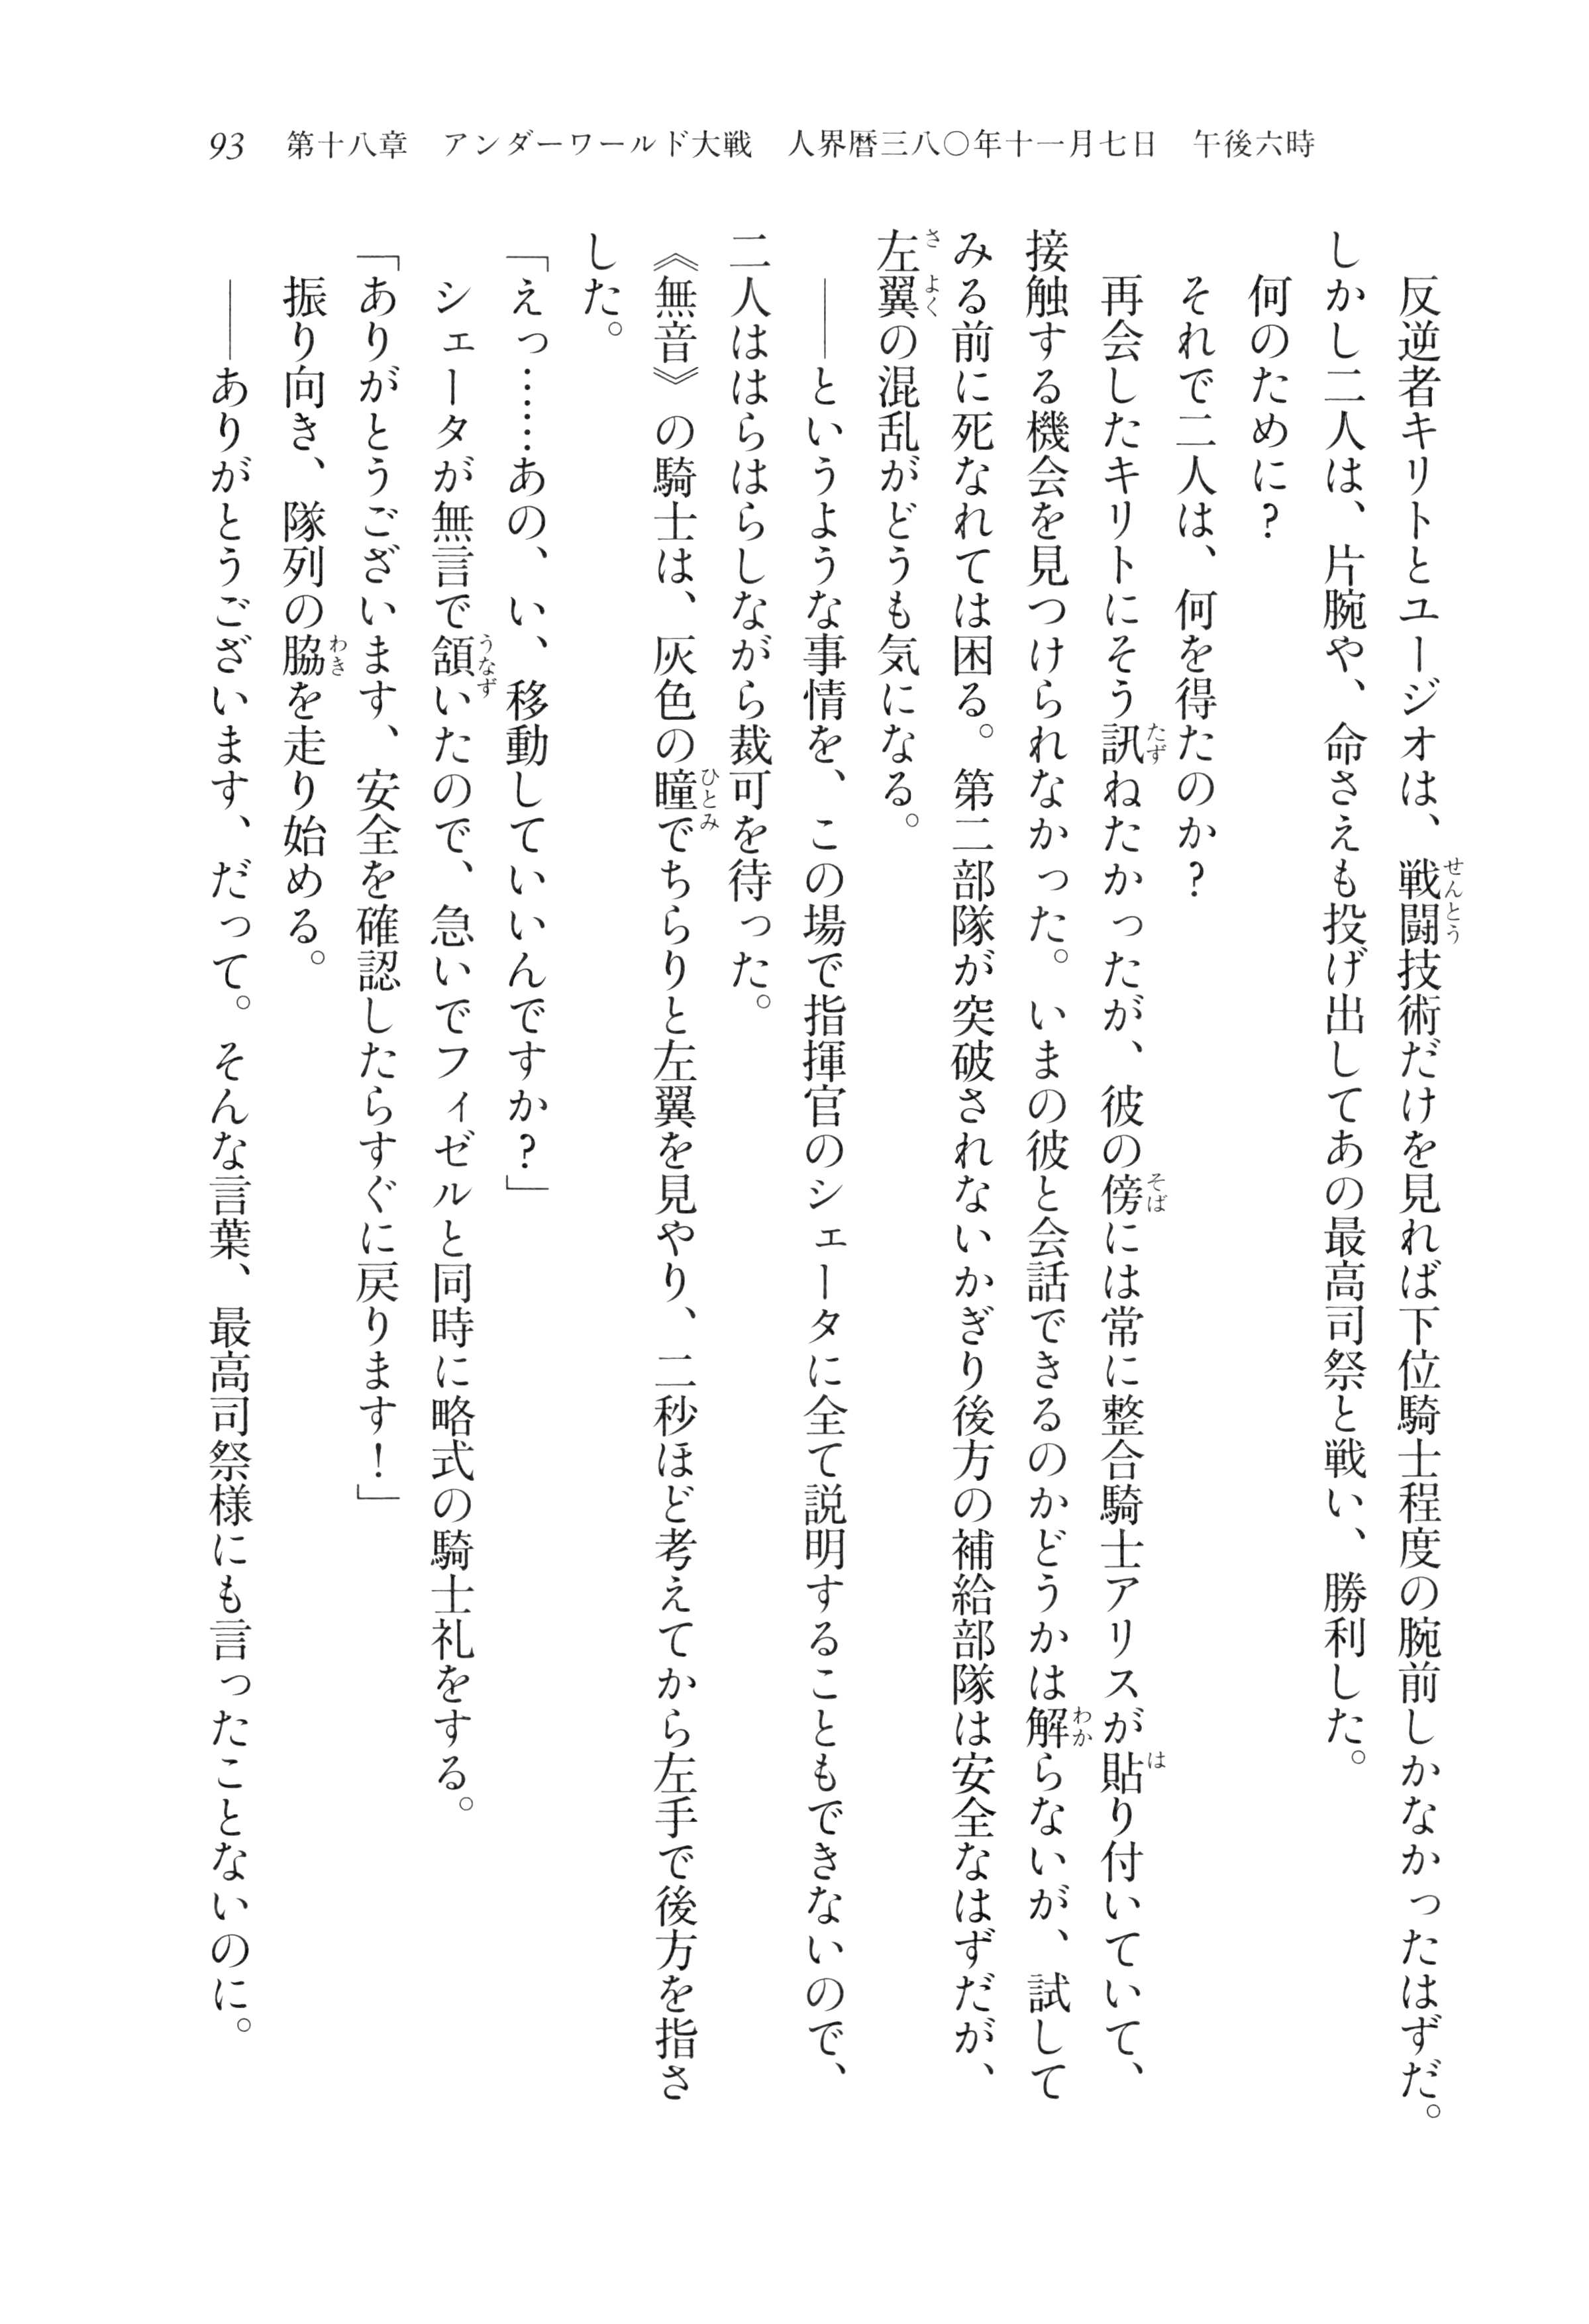 93　第十八章　アンダーワールド大戦　人界暦三八〇年十一月七日　午後六時
　反逆者キリトとユージオは、戦闘技術だけを見れば下位騎士程度の腕前しかなかったはずだ。
しかし二人は、片腕や、命さえも投げ出してあの最高司祭と戦い、勝利した。
　何のために?
　それで二人は、何を得たのか?
　再会したキリトにそう訊ねたかったが、彼の傍には常に整合騎士アリスが貼り付いていて、
接触する機会を見つけられなかった。いまの彼と会話できるのかどうかは解らないが、試して
みる前に死なれては困る。第二部隊が突破されないかぎり後方の補給部隊は安全なはずだが、
左翼の混乱がどうも気になる。
　――というような事情を、この場で指揮官のシェータに全て説明することもできないので、
二人ははらはらしながら裁可を待った。
《無音》の騎士は、灰色の瞳でちらりと左翼を見やり、二秒ほど考えてから左手で後方を指さ
した。
「えっ……あの、い、移動していいんですか?」
　シェータが無言で頷いたので、急いでフィゼルと同時に略式の騎士礼をする。
「ありがとうございます、安全を確認したらすぐに戻ります!」
　振り向き、隊列の脇を走り始める。
　――ありがとうございます、だって。そんな言葉、最高司祭様にも言ったことないのに。